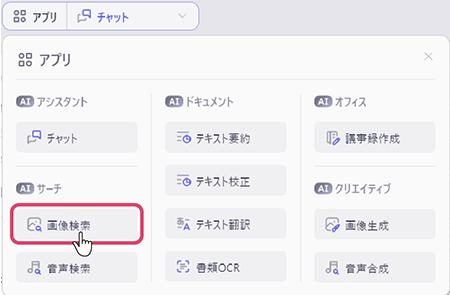 アプリ チャット
アプリ
AI アシスタント
チャット
AI サーチ
画像検索
音声検索
AI ドキュメント
テキスト要約
テキスト校正
テキスト翻訳
書類OCR
AI オフィス
議事録作成
AI クリエイティブ
画像生成
音声合成